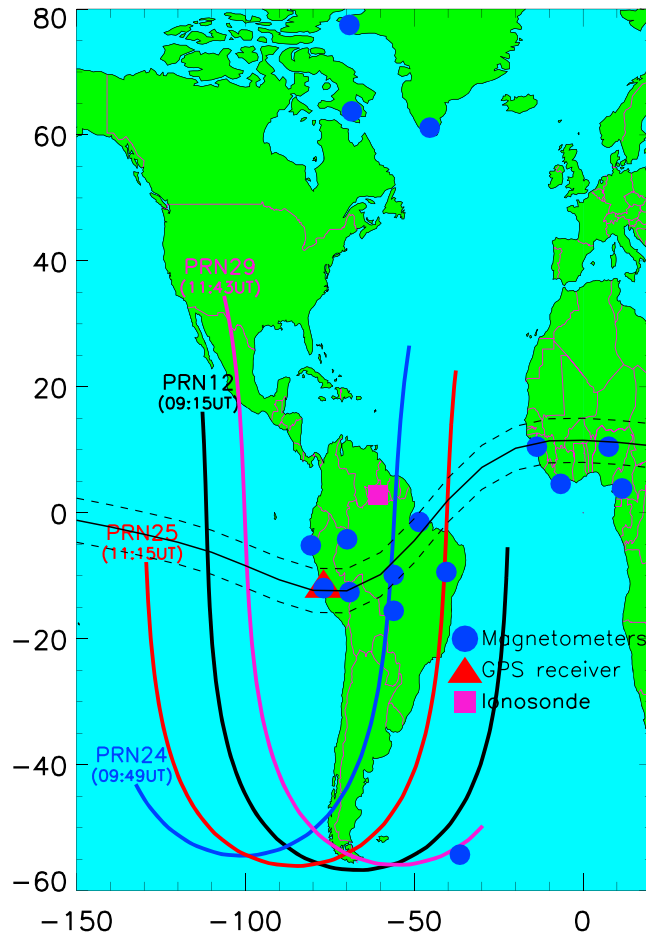 80
60
40
20
0
−20
−40
−60
−150
−100
−50
0
PRN29
(11:43UT)
PRN12
(09:15UT)
PRN25
(11:15UT)
PRN24
(09:49UT)
Magnetometers
GPS receiver
Ionosonde